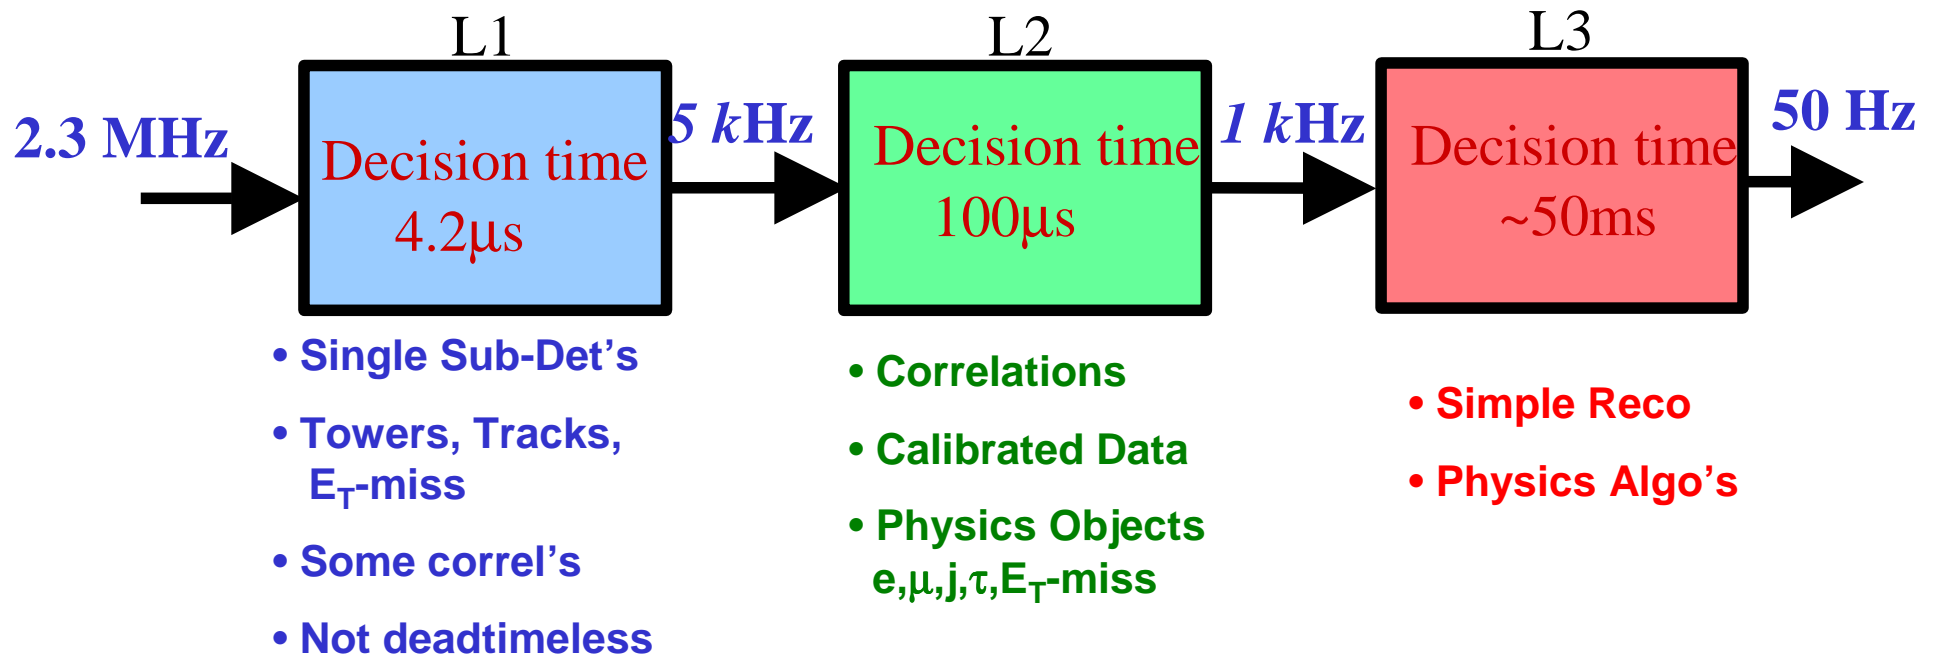 L1
L2
L3
2.3 MHz
Decision time
4.2μs
5 kHz
Decision time
100μs
1 kHz
Decision time
~50ms
50 Hz
• Single Sub-Det’s
• Towers, Tracks,
E_T-miss
• Some correl’s
• Not deadtimeless
• Correlations
• Calibrated Data
• Physics Objects
e,μ,j,τ,E_T-miss
• Simple Reco
• Physics Algo’s